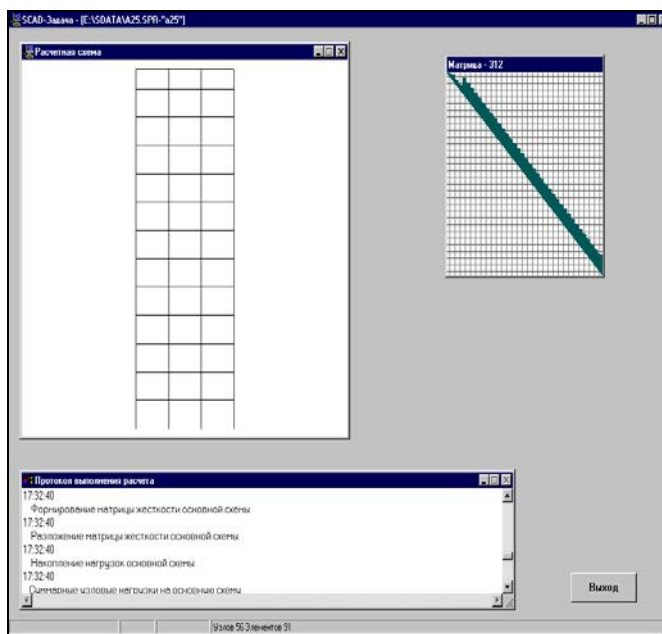 SCAD-Задача - [E:\SDATA\A25.SPR-"a25"]
Расчетная схема
Матрица - 312
Протокол выполнения расчета
17:32:40
Формирование матрицы жесткости основной схемы
17:32:40
Разложение матрицы жесткости основной схемы
17:32:40
Накопление нагрузок основной схемы
17:32:40
Суммарные узловые нагрузки на основную схему
Выход
Узлов 56 Элементов 91